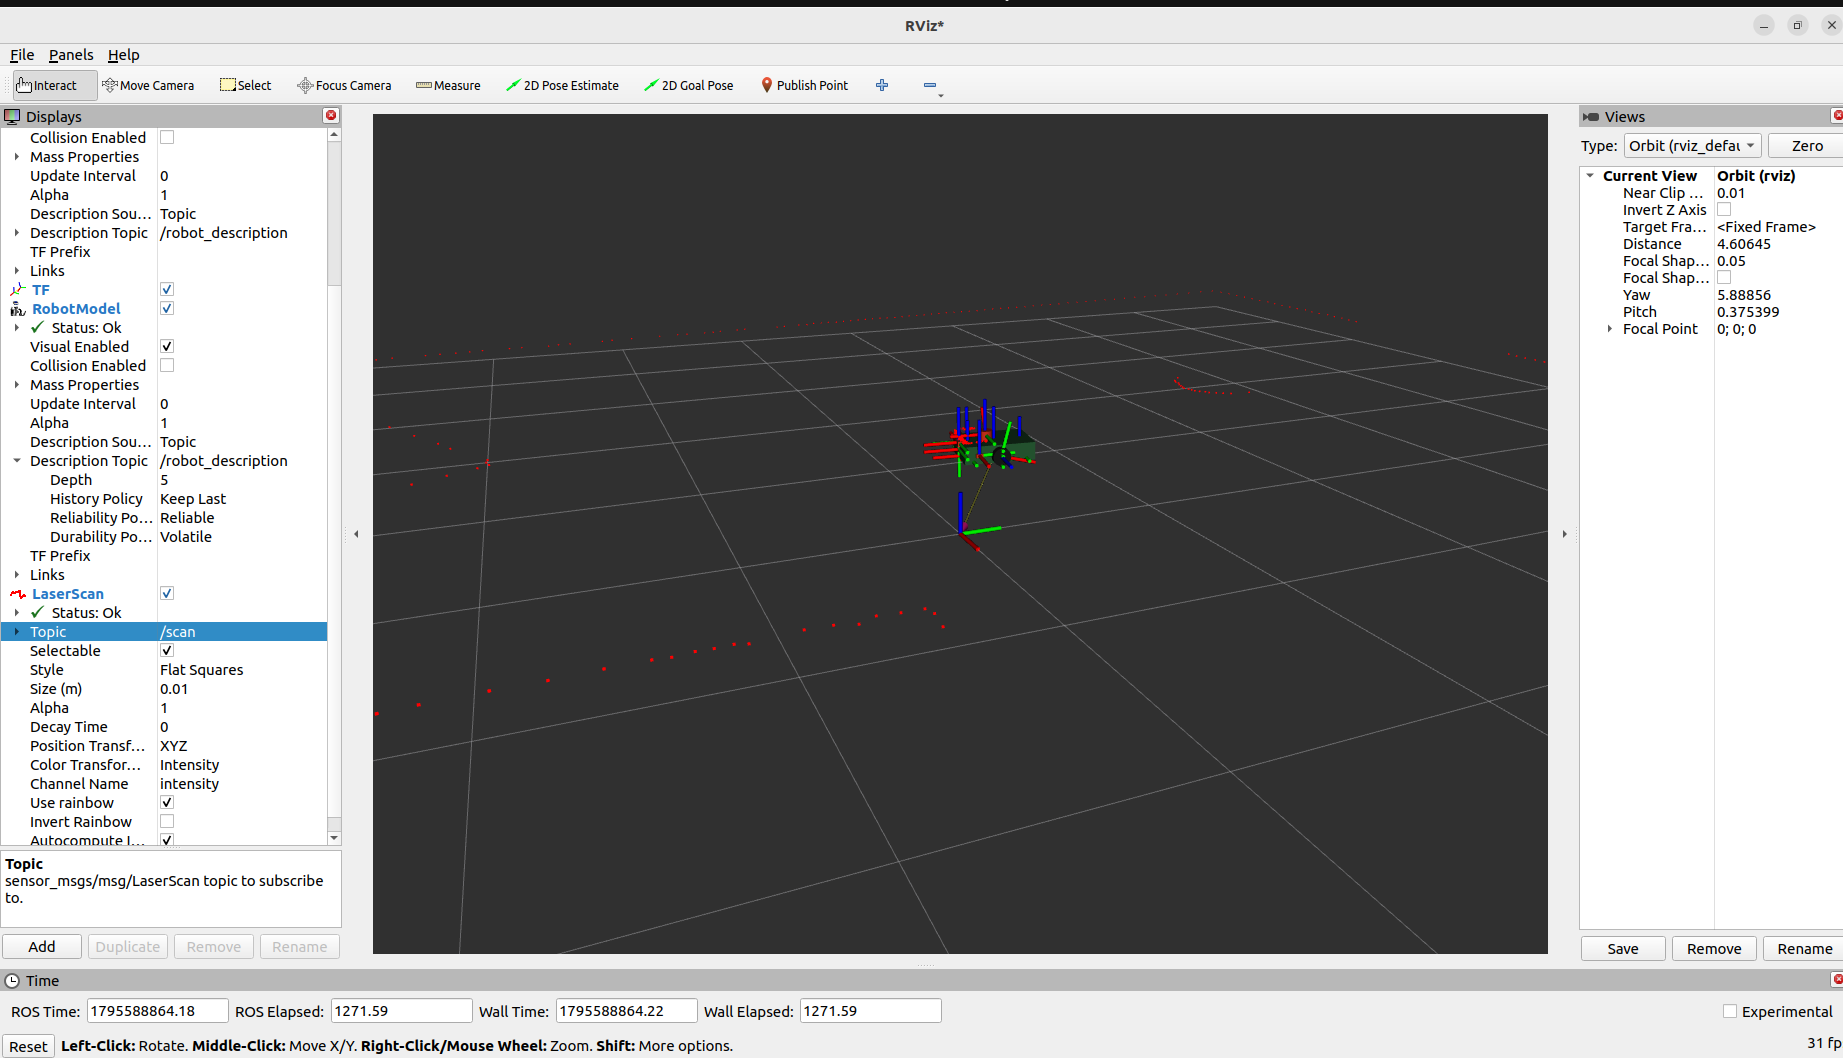 RViz*
File Panels Help
Interact Move Camera Select Focus Camera Measure 2D Pose Estimate 2D Goal Pose Publish Point
Displays
Collision Enabled
Mass Properties
Update Interval 0
Alpha 1
Description Sou... Topic
Description Topic /robot_description
TF Prefix
Links
TF
RobotModel
Status: Ok
Visual Enabled
Collision Enabled
Mass Properties
Update Interval 0
Alpha 1
Description Sou... Topic
Description Topic /robot_description
Depth 5
History Policy Keep Last
Reliability Po... Reliable
Durability Po... Volatile
TF Prefix
Links
LaserScan
Status: Ok
Topic /scan
Selectable
Style Flat Squares
Size (m) 0.01
Alpha 1
Decay Time 0
Position Transf... XYZ
Color Transfor... Intensity
Channel Name intensity
Use rainbow
Invert Rainbow
Autocompute I...
Topic
sensor_msgs/msg/LaserScan topic to subscribe
to.
Add Duplicate Remove Rename
Views
Type: Orbit (rviz_defau Zero
Current View Orbit (rviz)
Near Clip ... 0.01
Invert Z Axis
Target Fra... <Fixed Frame>
Distance 4.60645
Focal Shap... 0.05
Focal Shap...
Yaw 5.88856
Pitch 0.375399
Focal Point 0; 0; 0
Save Remove Rename
Time
ROS Time: 1795588864.18 ROS Elapsed: 1271.59 Wall Time: 1795588864.22 Wall Elapsed: 1271.59 Experimental
Reset Left-Click: Rotate. Middle-Click: Move X/Y. Right-Click/Mouse Wheel: Zoom. Shift: More options. 31 fp